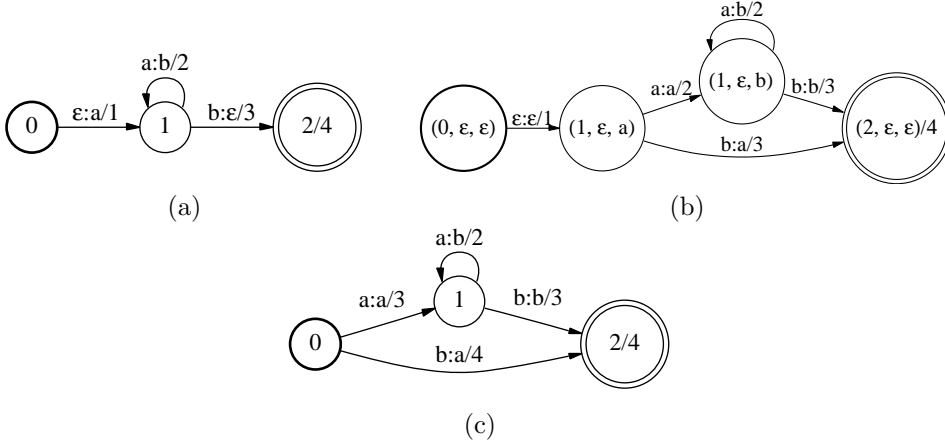 a:b/2
0
ε:a/1
1
b:ε/3
2/4
(a)
a:b/2
(0, ε, ε)
ε:ε/1
(1, ε, a)
a:a/2
(1, ε, b)
b:b/3
b:a/3
(2, ε, ε)/4
(b)
a:b/2
0
a:a/3
1
b:b/3
b:a/4
2/4
(c)